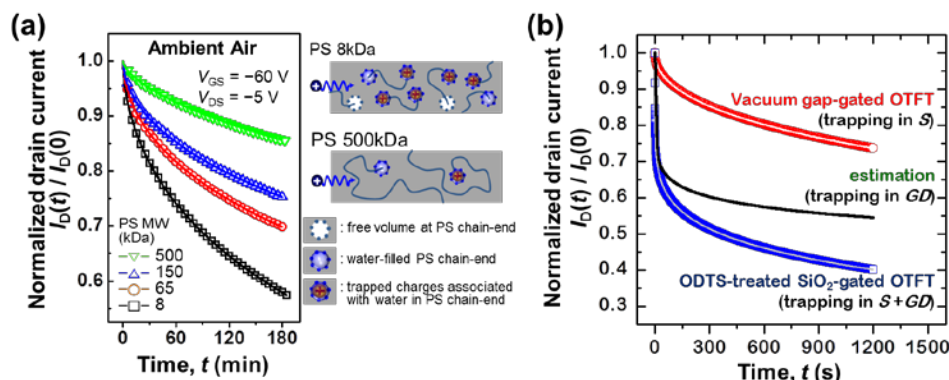 (a)
Ambient Air
V_GS = −60 V
V_DS = −5 V
PS MW
(kDa)
500
150
65
8
Normalized drain current
I_D(t) / I_D(0)
1.0
0.9
0.8
0.7
0.6
0
60
120
180
Time, t (min)
PS 8kDa
PS 500kDa
: free volume at PS chain-end
: water-filled PS chain-end
: trapped charges associated
with water in PS chain-end
(b)
Normalized drain current
I_D(t) / I_D(0)
1.0
0.9
0.8
0.7
0.6
0.5
0.4
0.3
Vacuum gap-gated OTFT
(trapping in S)
estimation
(trapping in GD)
ODTS-treated SiO₂-gated OTFT
(trapping in S+GD)
0
300
600
900
1200
1500
Time, t (s)